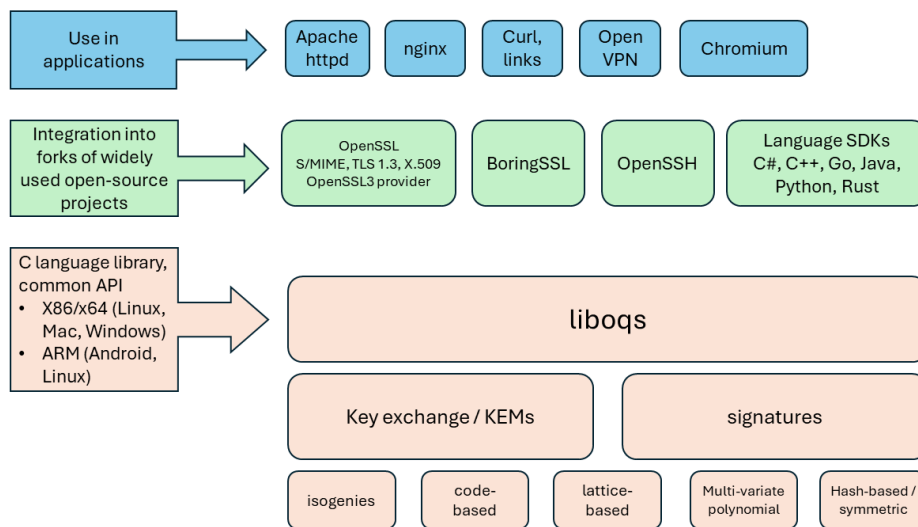 Use in
applications
Apache
httpd
nginx
Curl,
links
Open
VPN
Chromium
Integration into
forks of widely
used open-source
projects
OpenSSL
S/MIME, TLS 1.3, X.509
OpenSSL3 provider
BoringSSL
OpenSSH
Language SDKs
C#, C++, Go, Java,
Python, Rust
C language library,
common API
• X86/x64 (Linux,
Mac, Windows)
• ARM (Android,
Linux)
liboqs
Key exchange / KEMs
signatures
isogenies
code-
based
lattice-
based
Multi-variate
polynomial
Hash-based /
symmetric